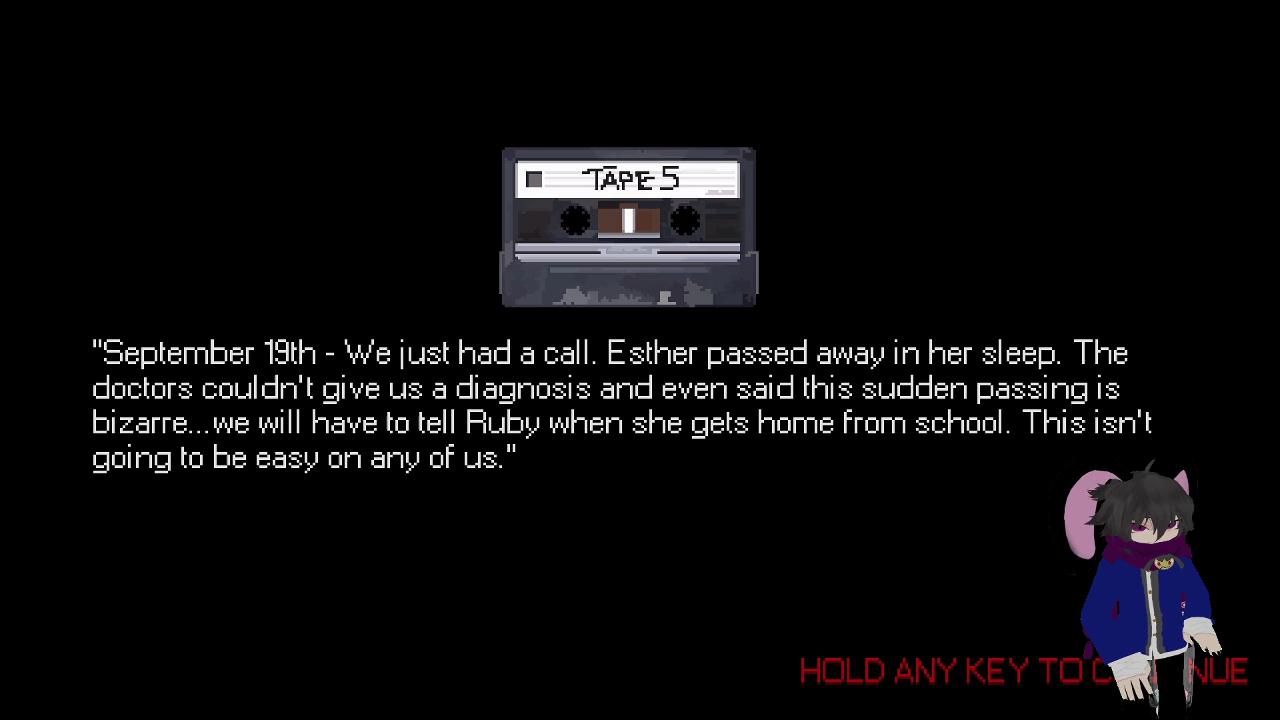 TAPE 5
"September 19th - We just had a call. Esther passed away in her sleep. The
doctors couldn't give us a diagnosis and even said this sudden passing is
bizarre...we will have to tell Ruby when she gets home from school. This isn't
going to be easy on any of us."
HOLD ANY KEY TO